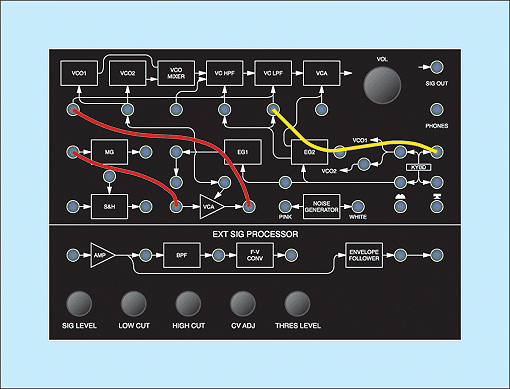 VCO1
VCO2
VCO
MIXER
VC HPF
VC LPF
VCA
VOL
SIG OUT
PHONES
MG
EG1
EG2
VCO1
VCO2
KYBD
S&H
VCA
PINK
NOISE
GENERATOR
WHITE
EXT SIG PROCESSOR
AMP
BPF
F-V
CONV
ENVELOPE
FOLLOWER
SIG LEVEL
LOW CUT
HIGH CUT
CV ADJ
THRES LEVEL